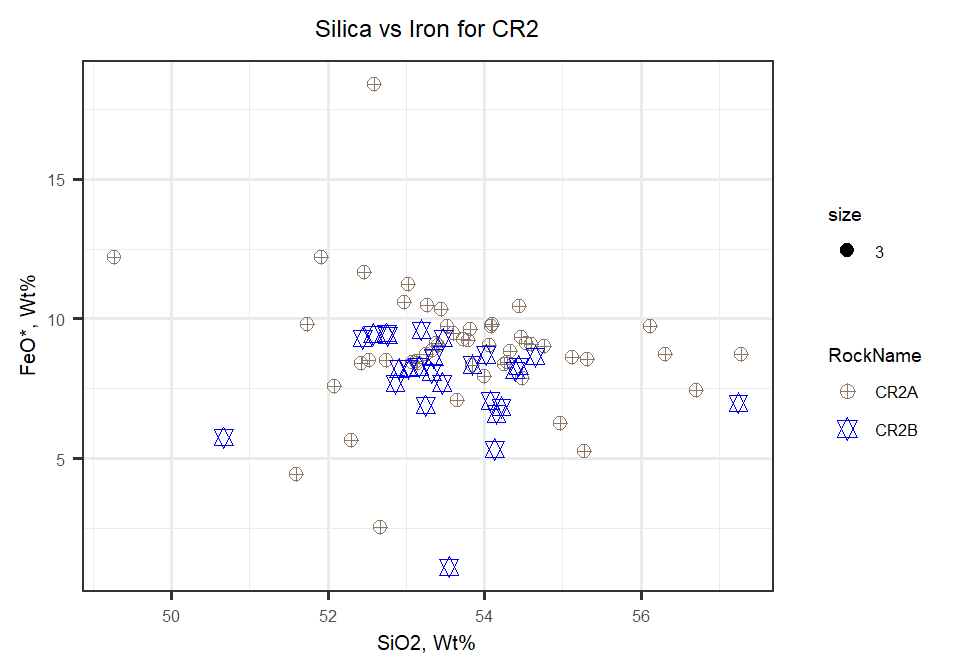 Silica vs Iron for CR2
15
10
5
FeO*, Wt%
50 52 54 56
SiO2, Wt%
size
3
RockName
CR2A
CR2B